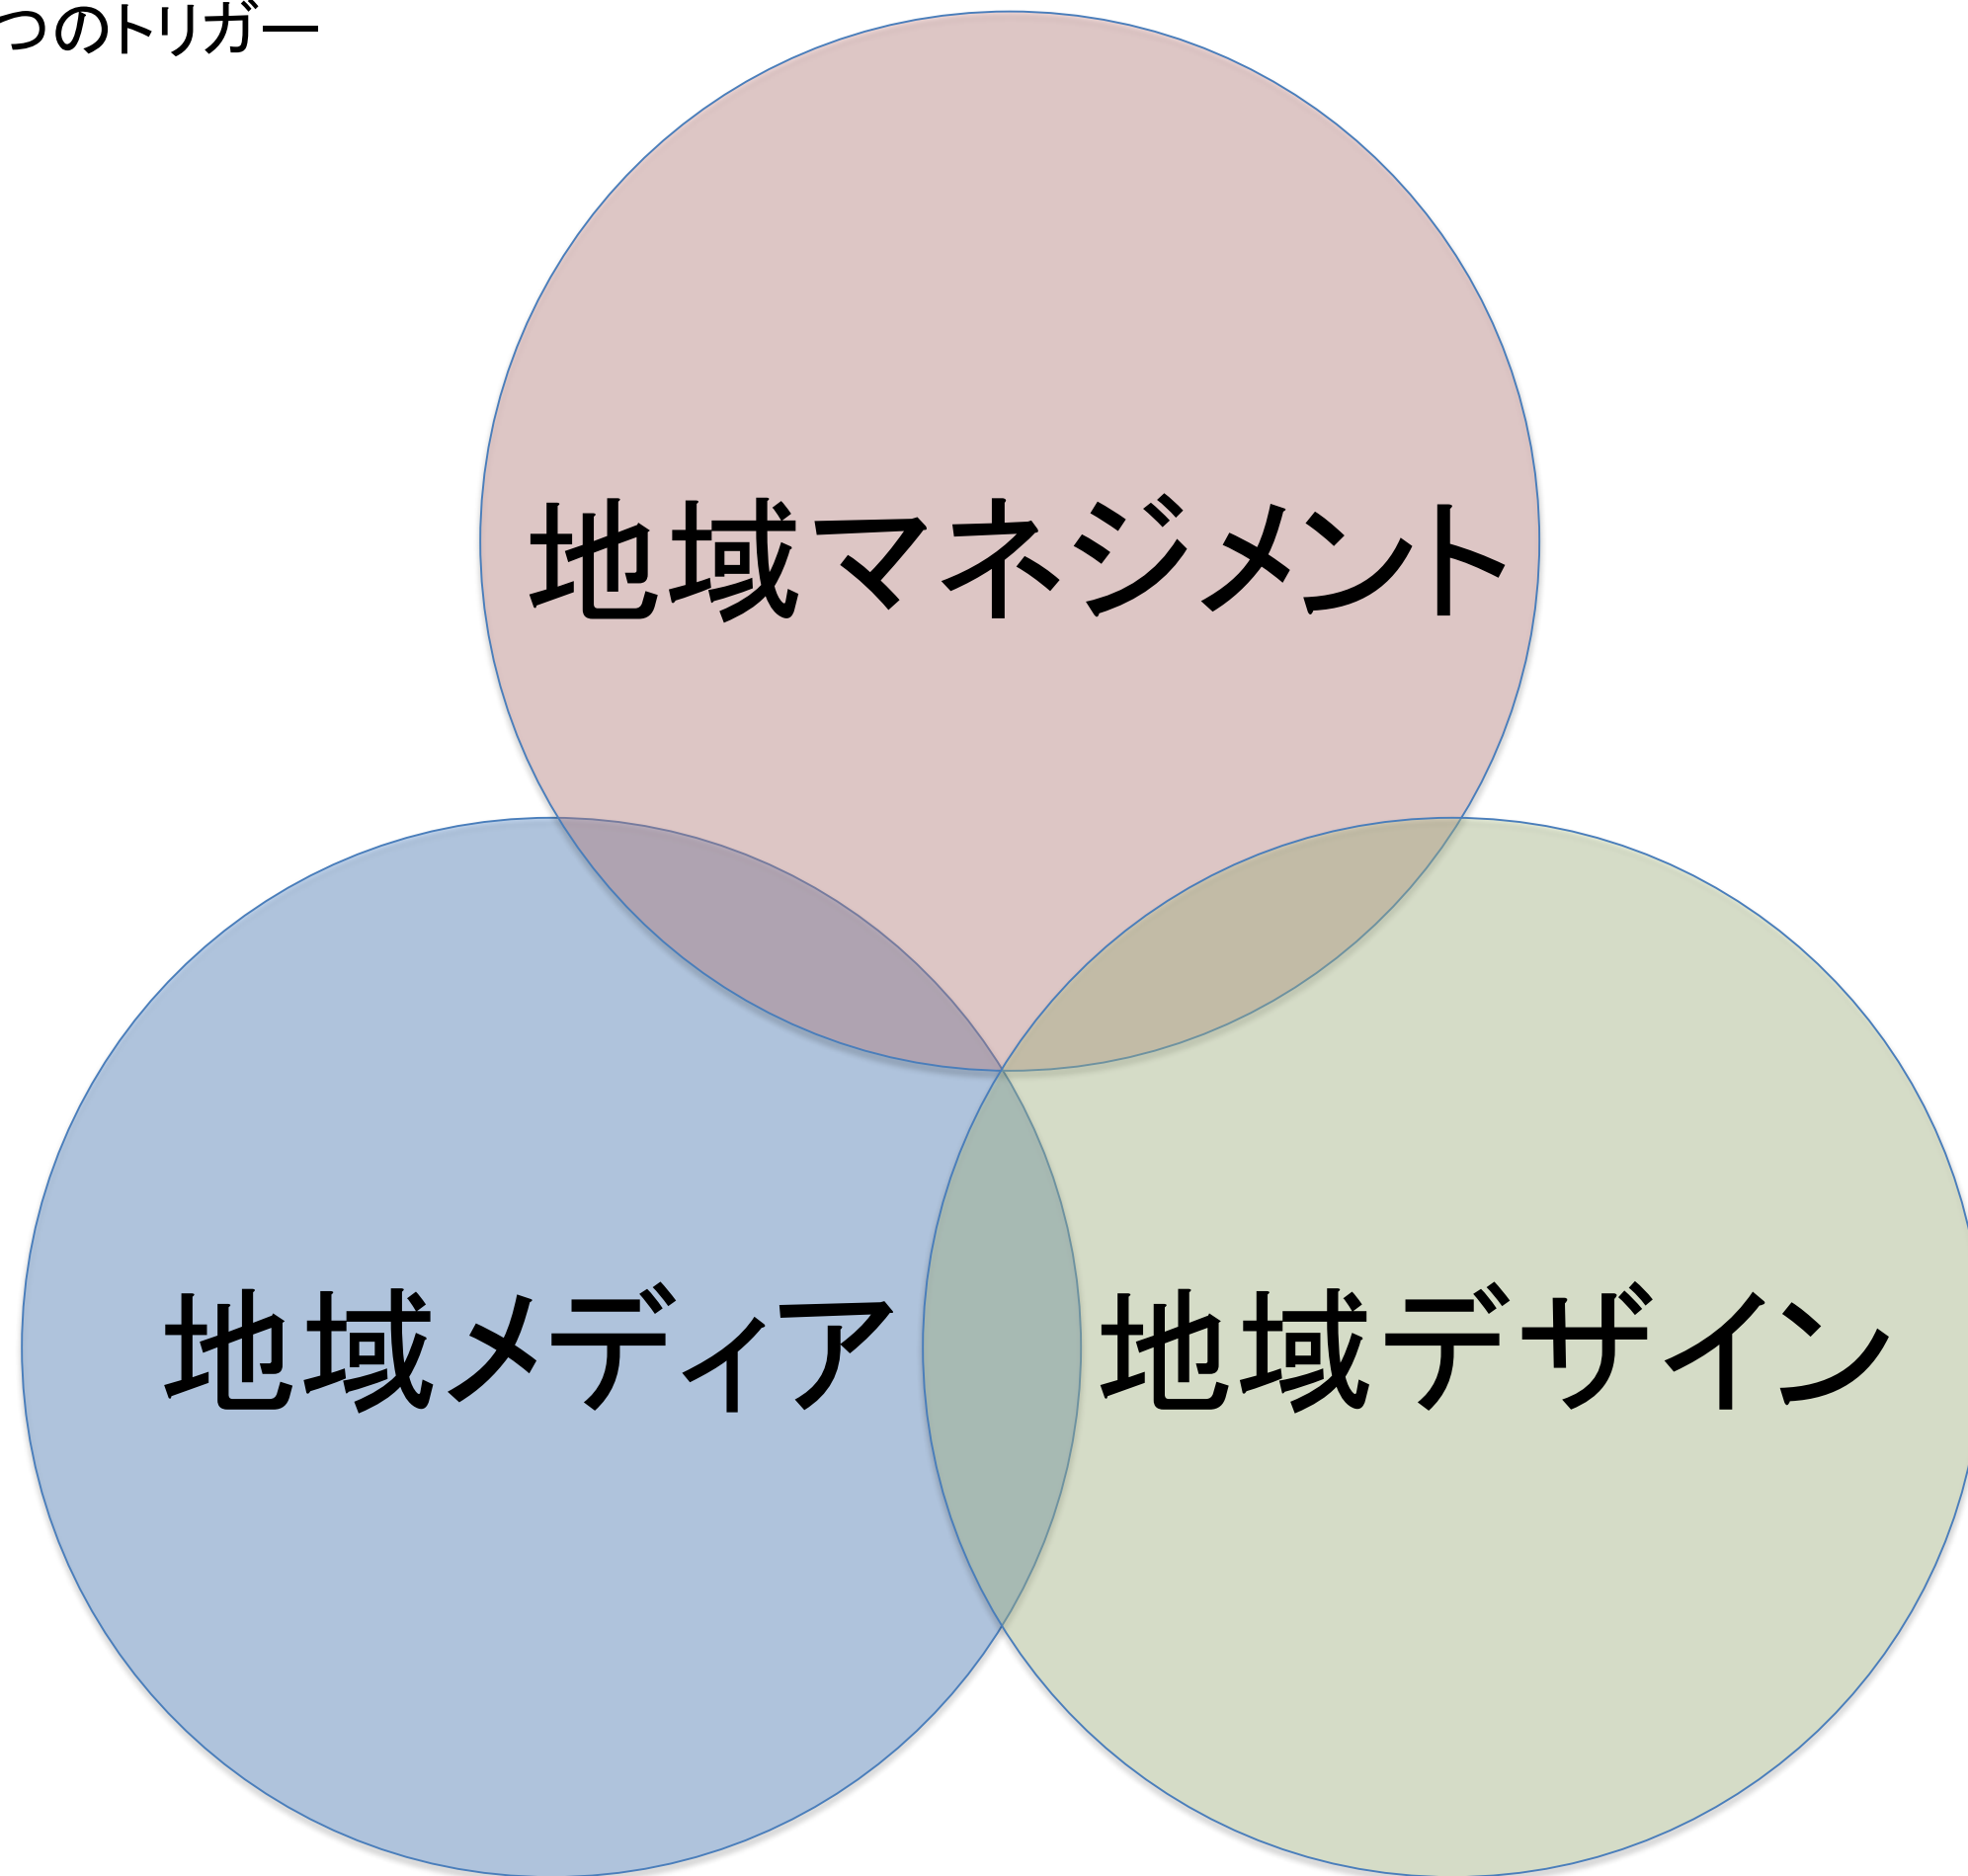 つのトリガー
地域マネジメント
地域メディア
地域デザイン